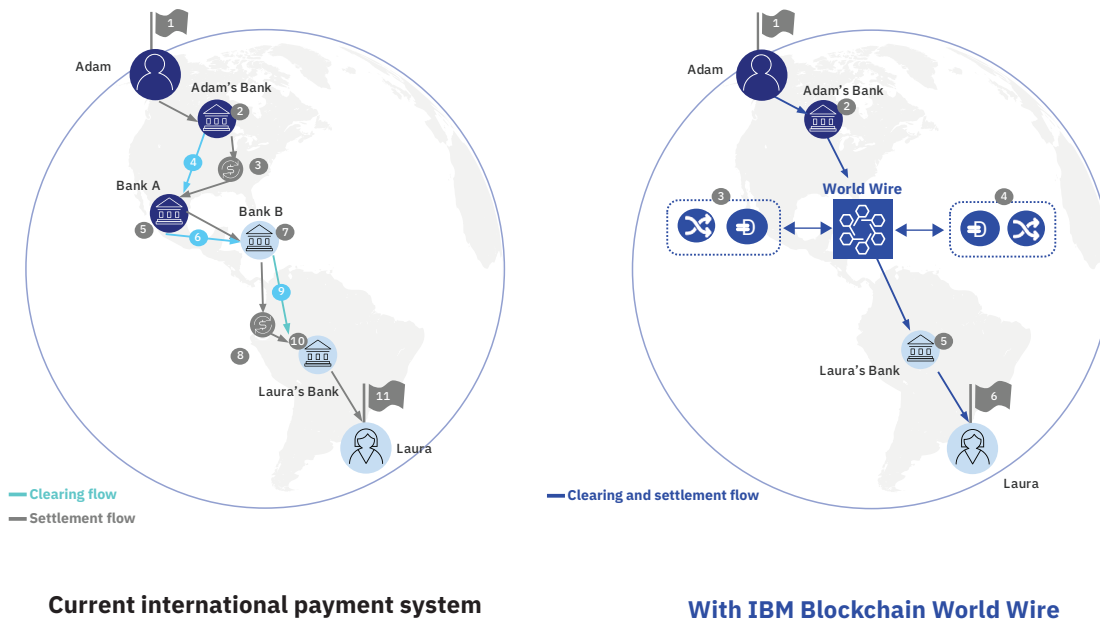 1
Adam
Adam's Bank
2
4
3
Bank A
5
6
Bank B
7
9
10
8
Laura's Bank
11
Laura
Clearing flow
Settlement flow
Current international payment system
1
Adam
Adam's Bank
2
World Wire
3
4
5
Laura's Bank
6
Laura
Clearing and settlement flow
With IBM Blockchain World Wire